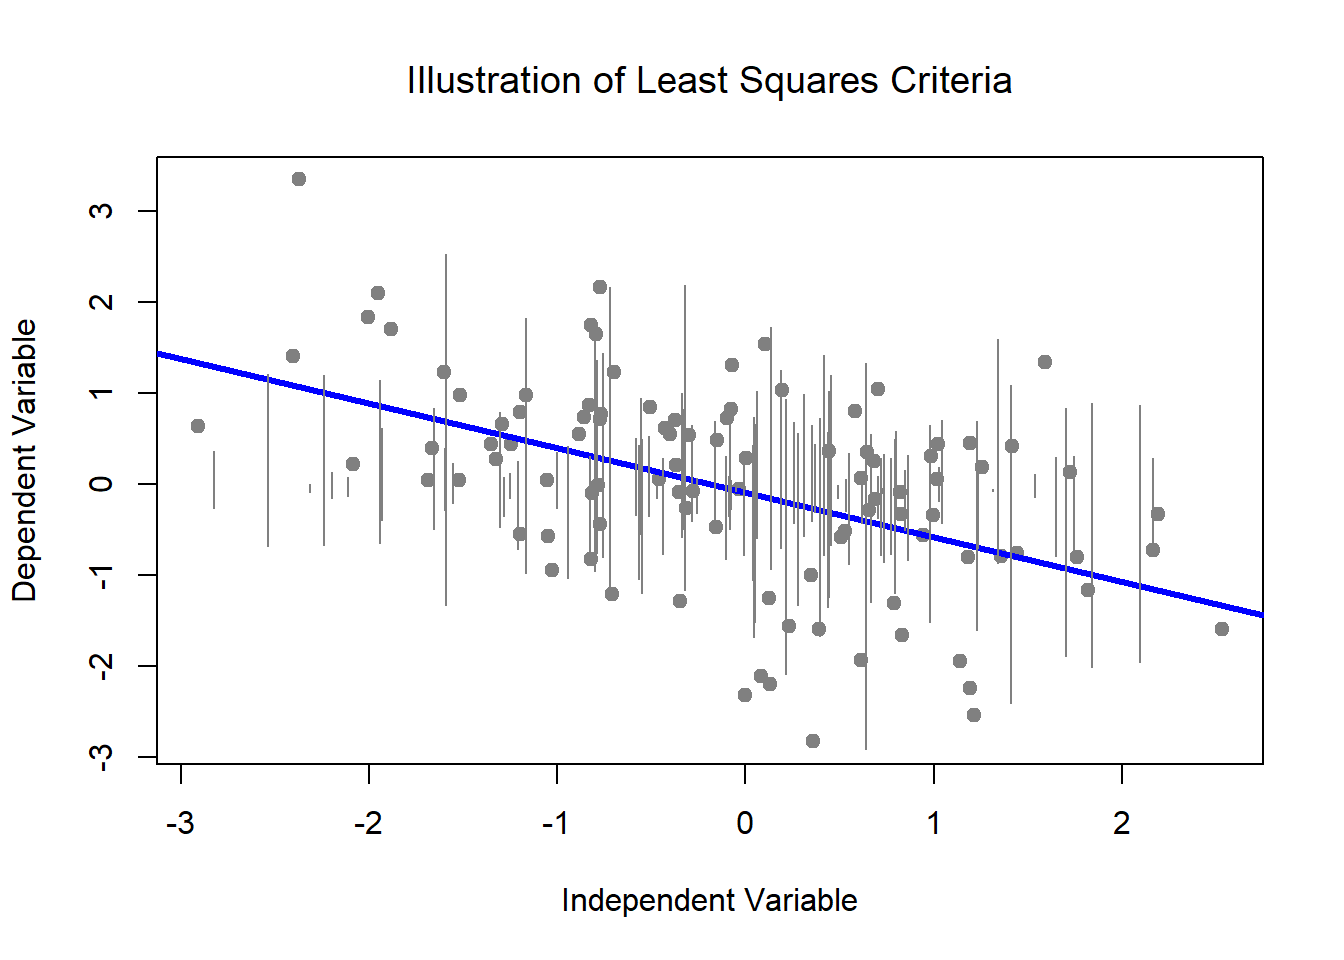 IIllustration of Least Squares Criteria
Dependent Variable
3
2
1
0
-1
-2
-3
-3 -2 -1 0 1 2
Independent Variable